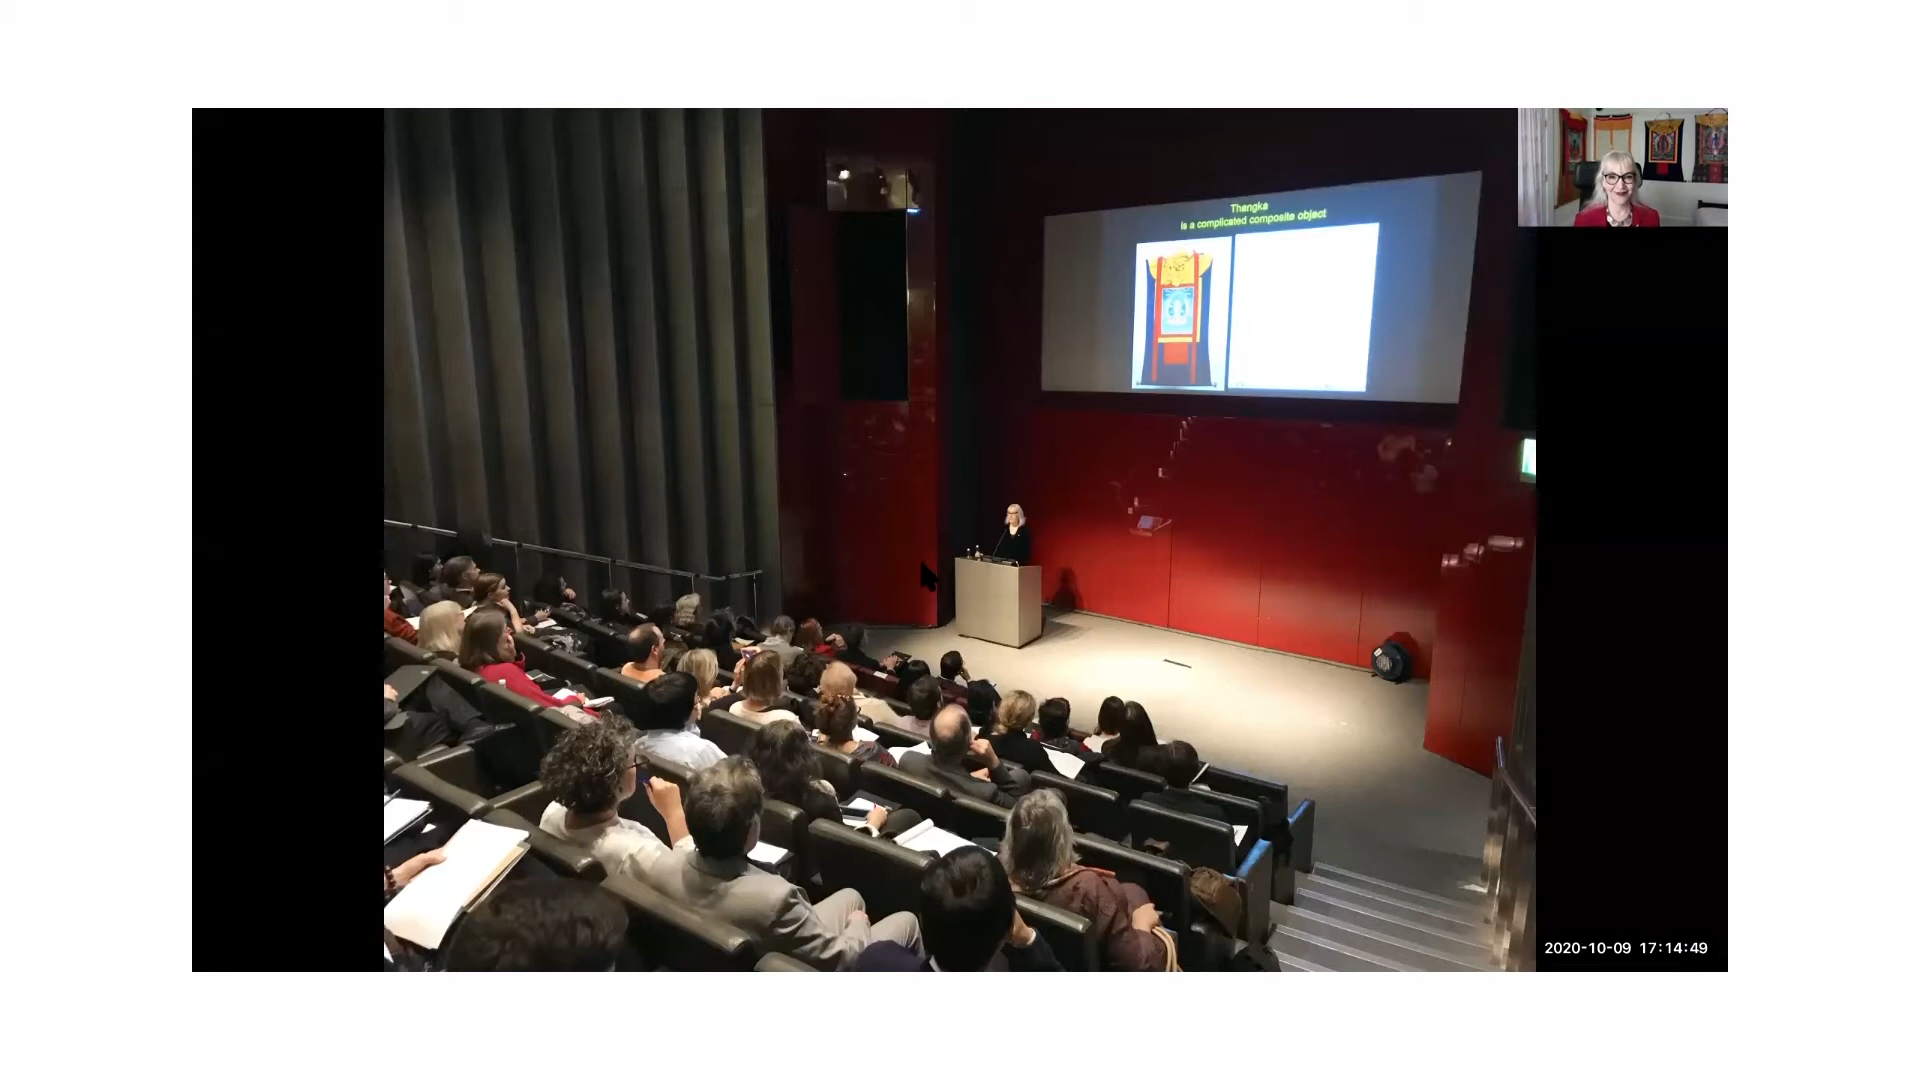 Thangka
is a complicated composite object
2020-10-09 17:14:49